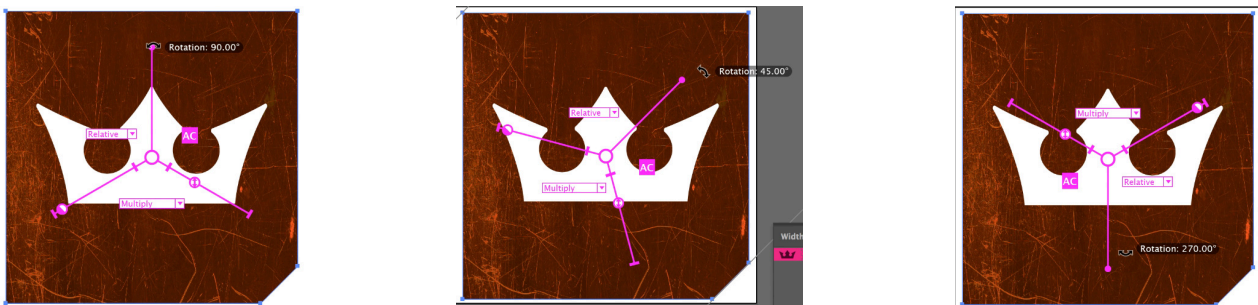 Rotation: 90.00°
Relative
AC
Multiply
Rotation: 45.00°
Relative
AC
Multiply
Width
Multiply
AC
Relative
Rotation: 270.00°